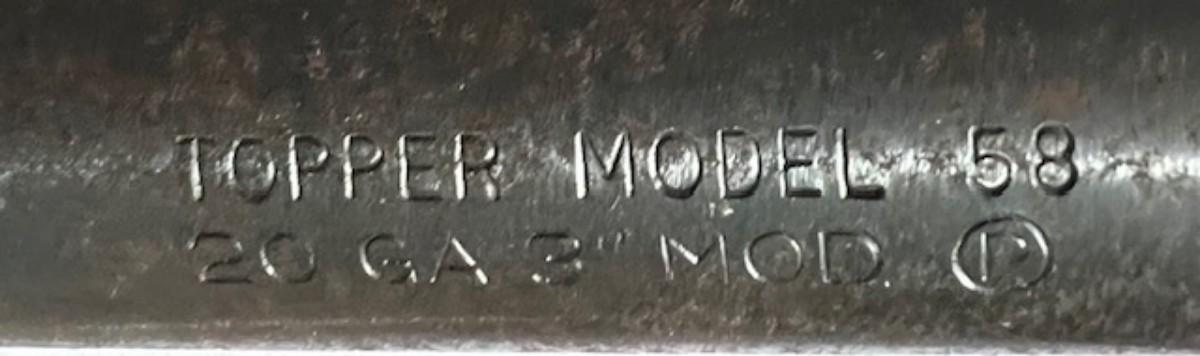 TOPPER MODEL 58
20 GA 3" MOD. Ⓟ